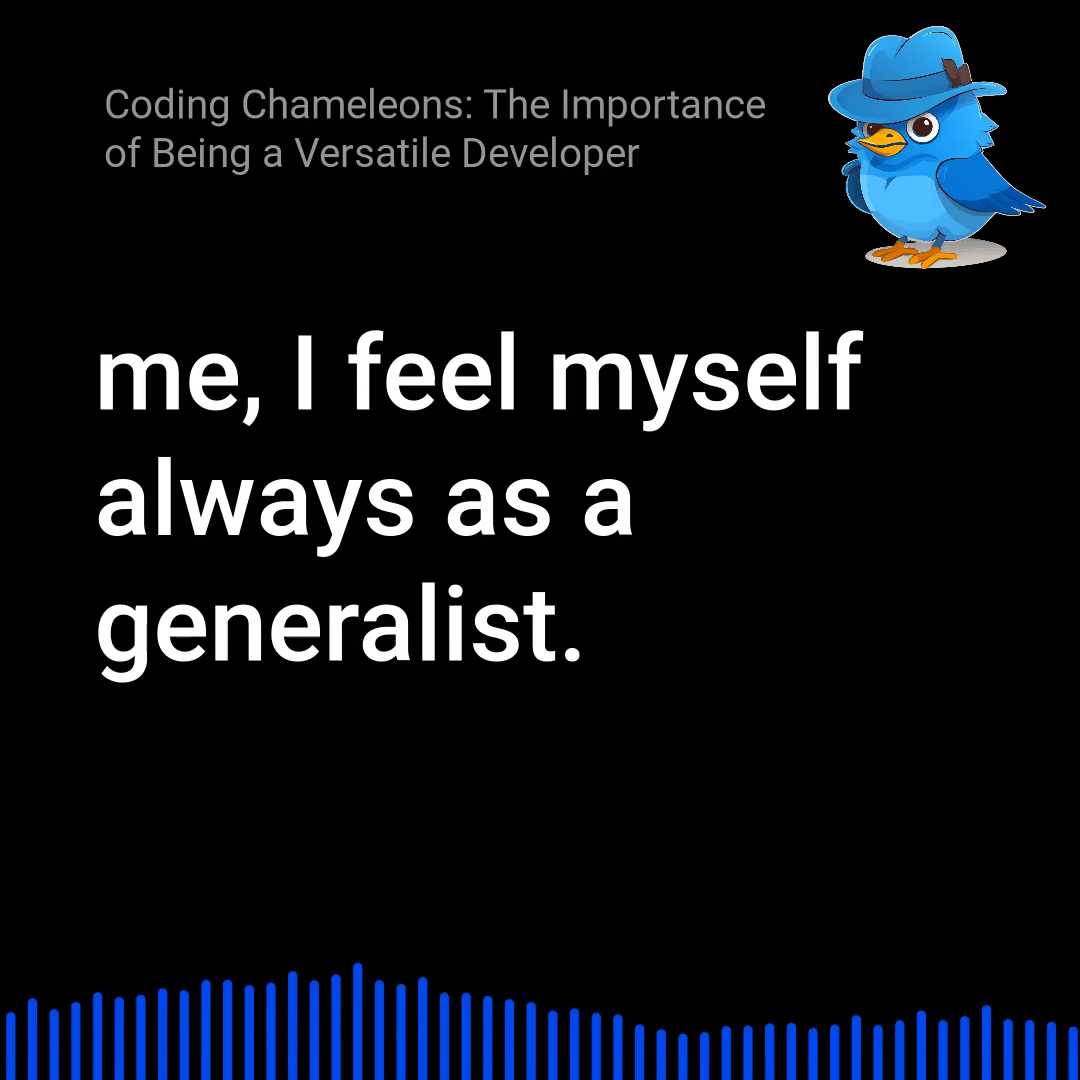 Coding Chameleons: The Importance
of Being a Versatile Developer
me, I feel myself
always as a
generalist.